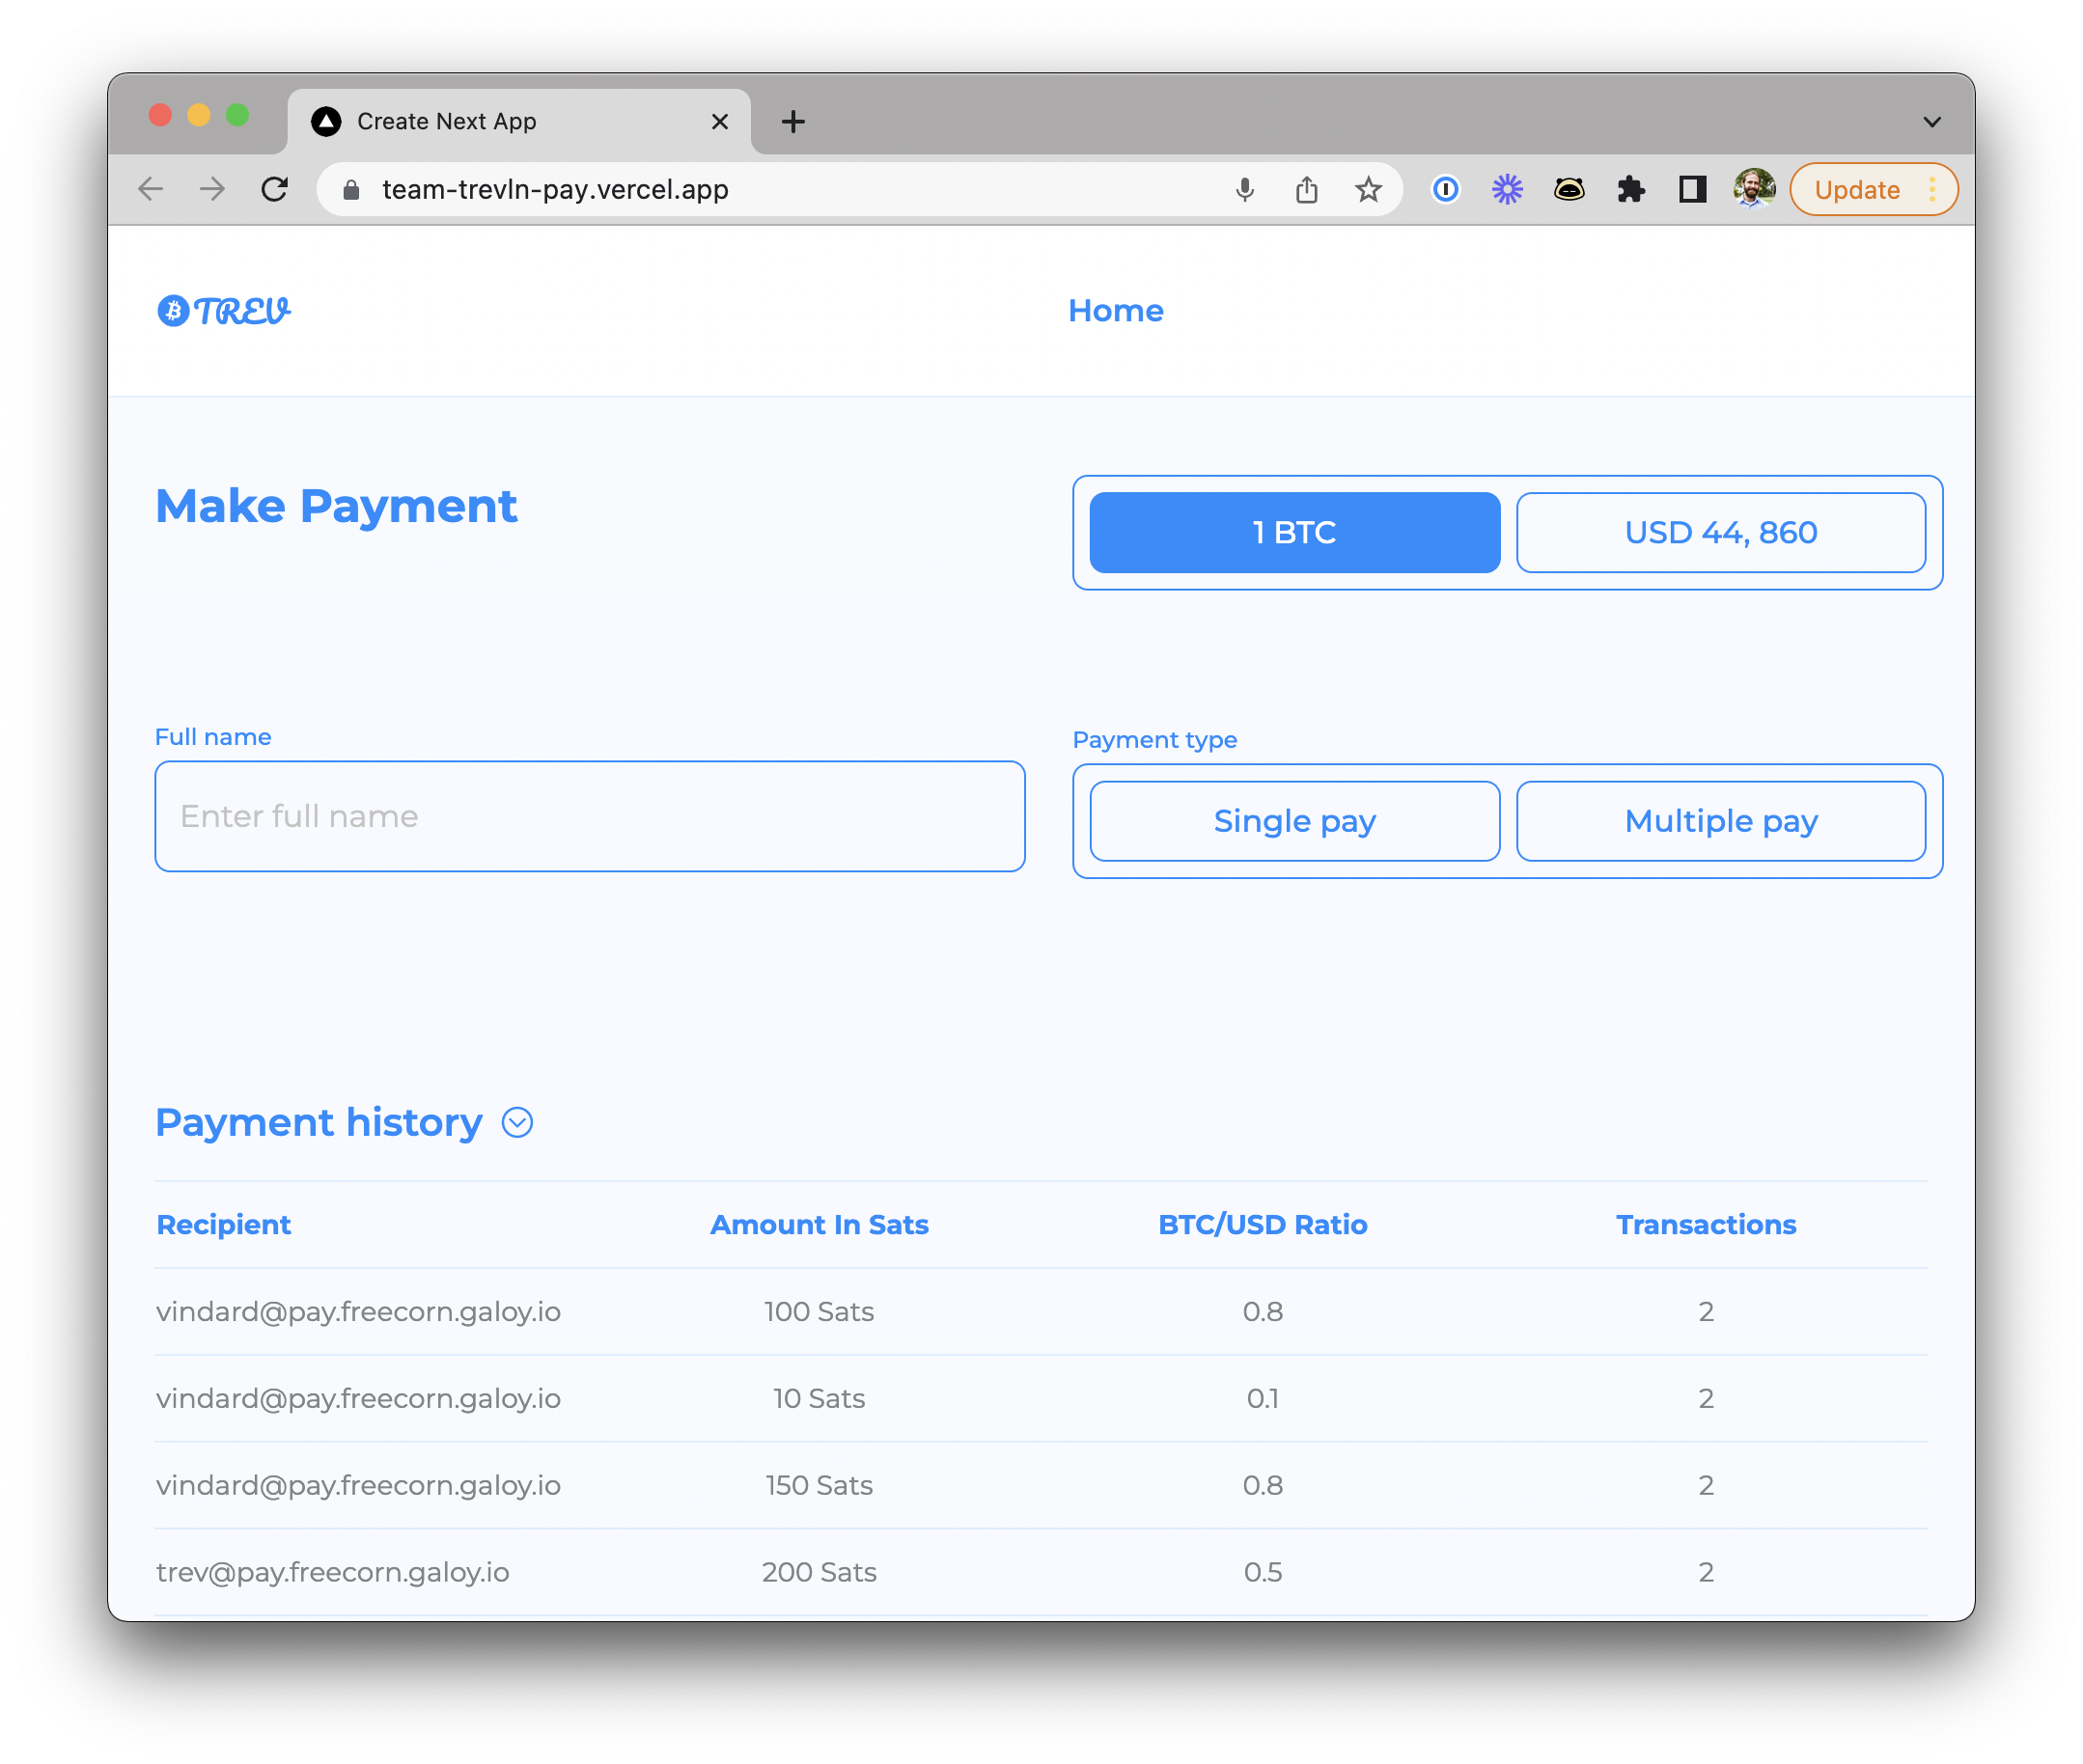 Create Next App
team-trevln-pay.vercel.app
Update
TREV
Home
Make Payment
1 BTC
USD 44, 860
Full name
Enter full name
Payment type
Single pay
Multiple pay
Payment history
Recipient Amount In Sats BTC/USD Ratio Transactions
vindard@pay.freecorn.galoy.io 100 Sats 0.8 2
vindard@pay.freecorn.galoy.io 10 Sats 0.1 2
vindard@pay.freecorn.galoy.io 150 Sats 0.8 2
trev@pay.freecorn.galoy.io 200 Sats 0.5 2